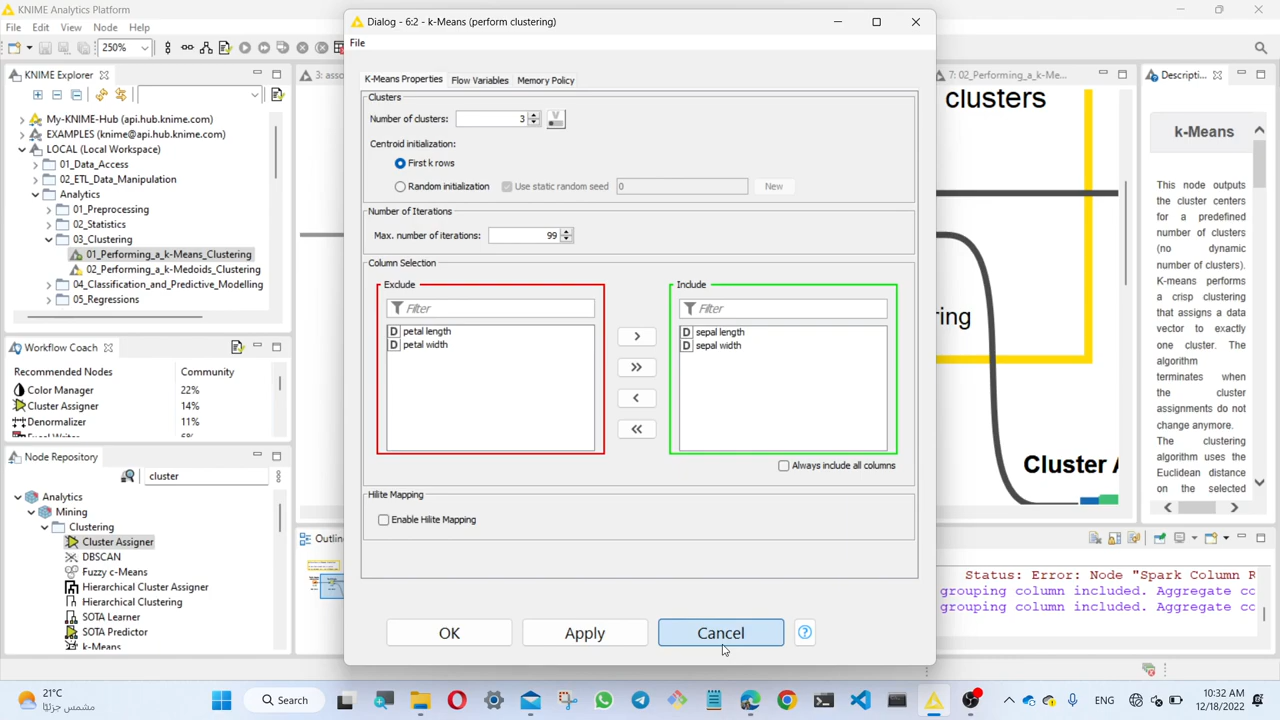 KNIME Analytics Platform
File Edit View Node Help
250%
KNIME Explorer
My-KNIME-Hub (api.hub.knime.com)
EXAMPLES (knime@api.hub.knime.com)
LOCAL (Local Workspace)
01_Data_Access
02_ETL_Data_Manipulation
Analytics
01_Preprocessing
02_Statistics
03_Clustering
01_Performing_a_k-Means_Clustering
02_Performing_a_k-Medoids_Clustering
04_Classification_and_Predictive_Modelling
05_Regressions
Workflow Coach
Recommended Nodes Community
Color Manager 22%
Cluster Assigner 14%
Denormalizer 11%
Node Repository
cluster
Analytics
Mining
Clustering
Cluster Assigner
DBSCAN
Fuzzy c-Means
Hierarchical Cluster Assigner
Hierarchical Clustering
SOTA Learner
SOTA Predictor
k-Means
3: asso
Outlin
Dialog - 6:2 - k-Means (perform clustering)
File
K-Means Properties Flow Variables Memory Policy
Clusters
Number of clusters: 3
V
Centroid initialization:
First k rows
Random initialization Use static random seed 0 New
Number of Iterations
Max. number of iterations: 99
Column Selection
Exclude
Filter
D petal length
D petal width
>
»
<
«
Include
Filter
D sepal length
D sepal width
Always include all columns
Hilite Mapping
Enable Hilite Mapping
OK Apply Cancel ?
7: 02_Performing_a_k-Me...
clusters
ring
Cluster A
Descripti...
k-Means
This node outputs
the cluster centers
for a predefined
number of clusters
(no dynamic
number of clusters).
K-means performs
a crisp clustering
that assigns a data
vector to exactly
one cluster. The
algorithm
terminates when
the cluster
assignments do not
change anymore.
The clustering
algorithm uses the
Euclidean distance
on the selected
Status: Error: Node "Spark Column R
grouping column included. Aggregate co
grouping column included. Aggregate co
21°C
مشمس جزئيًا
Search
ENG
10:32 AM
12/18/2022